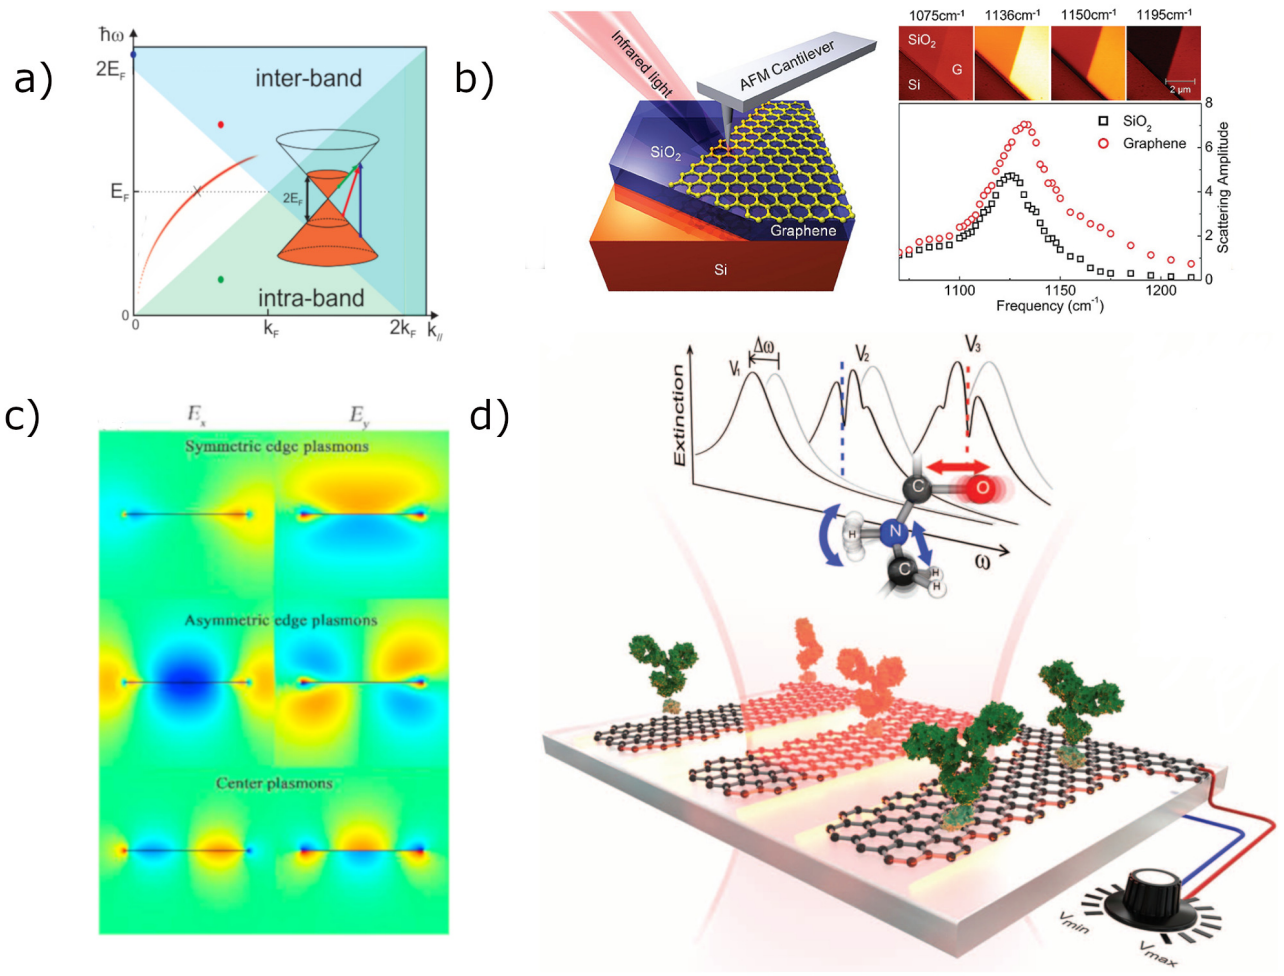 a)
ħω
2E_F
inter-band
2E_F
E_F
intra-band
0
0
k_F
2k_F
k_//
b)
Infrared light
AFM Cantilever
SiO₂
Graphene
Si
1075cm⁻¹
1136cm⁻¹
1150cm⁻¹
1195cm⁻¹
SiO₂
G
Si
2 μm
SiO₂
Graphene
8
6
4
2
0
Scattering Amplitude
1100
1150
1200
Frequency (cm⁻¹)
c)
E_x
E_y
Symmetric edge plasmons
Asymmetric edge plasmons
Center plasmons
d)
Extinction
V₁
Δω
V₂
V₃
ω
C
O
N
H
C
H
H
V_min
V_max